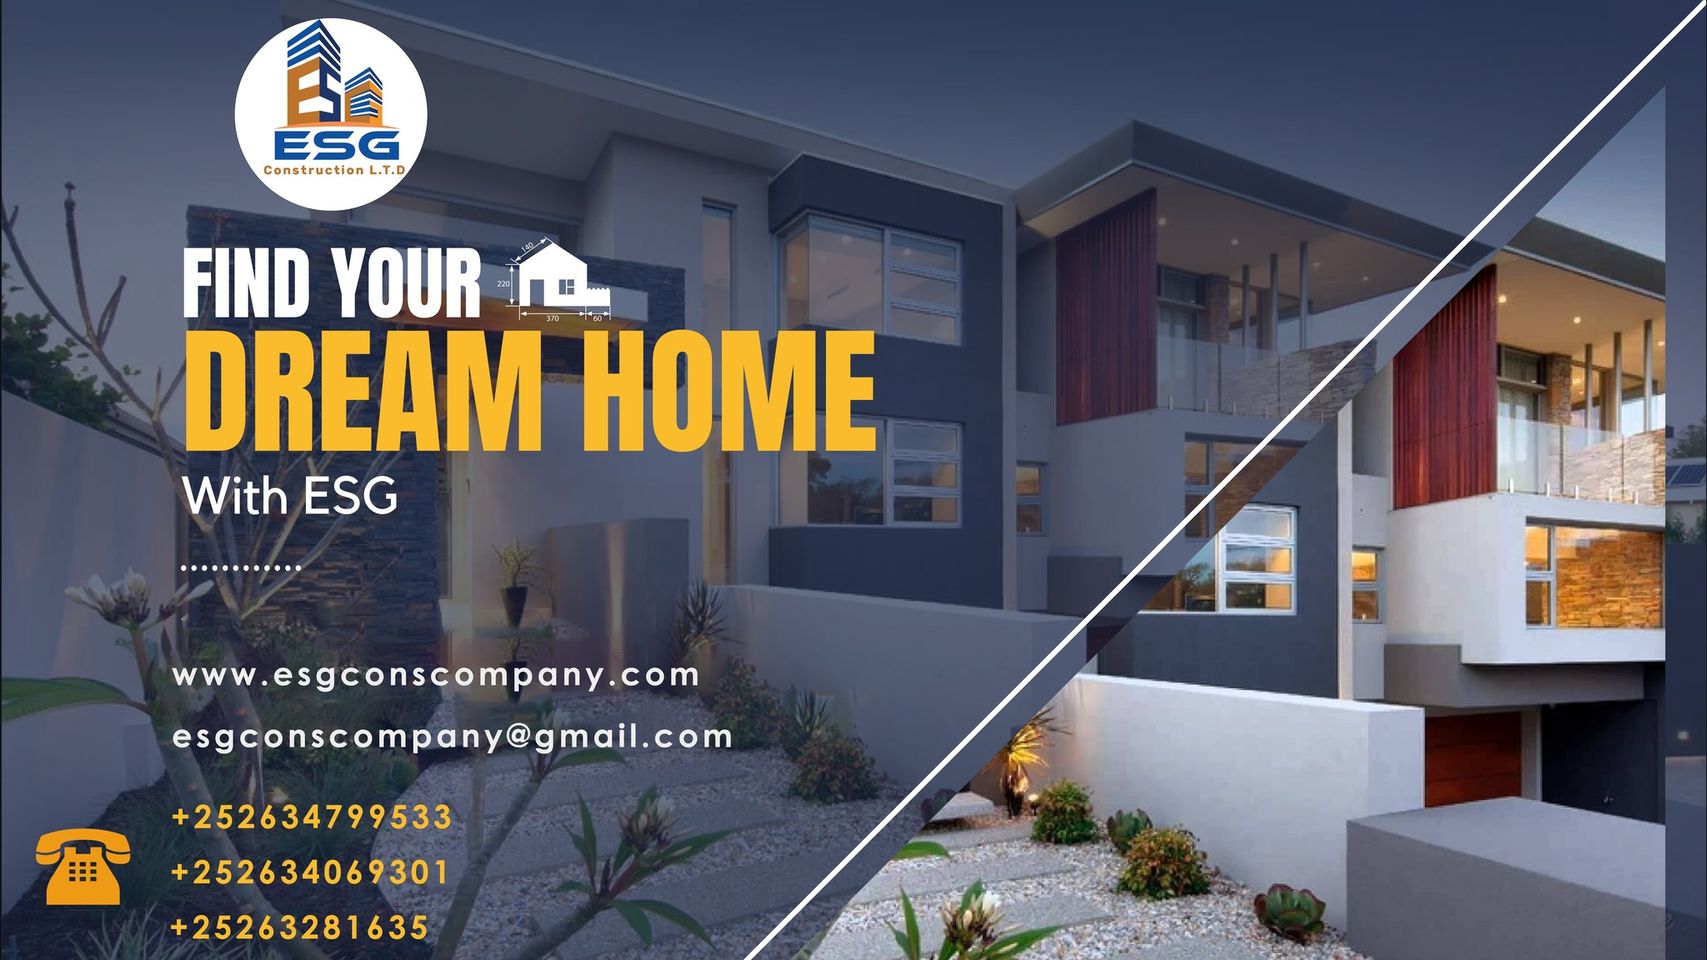 ESG
ESG
Construction L.T.D
FIND YOUR
140
220
370
60
DREAM HOME
With ESG
............
www.esgconscompany.com
esgconscompany@gmail.com
+252634799533
+252634069301
+25263281635